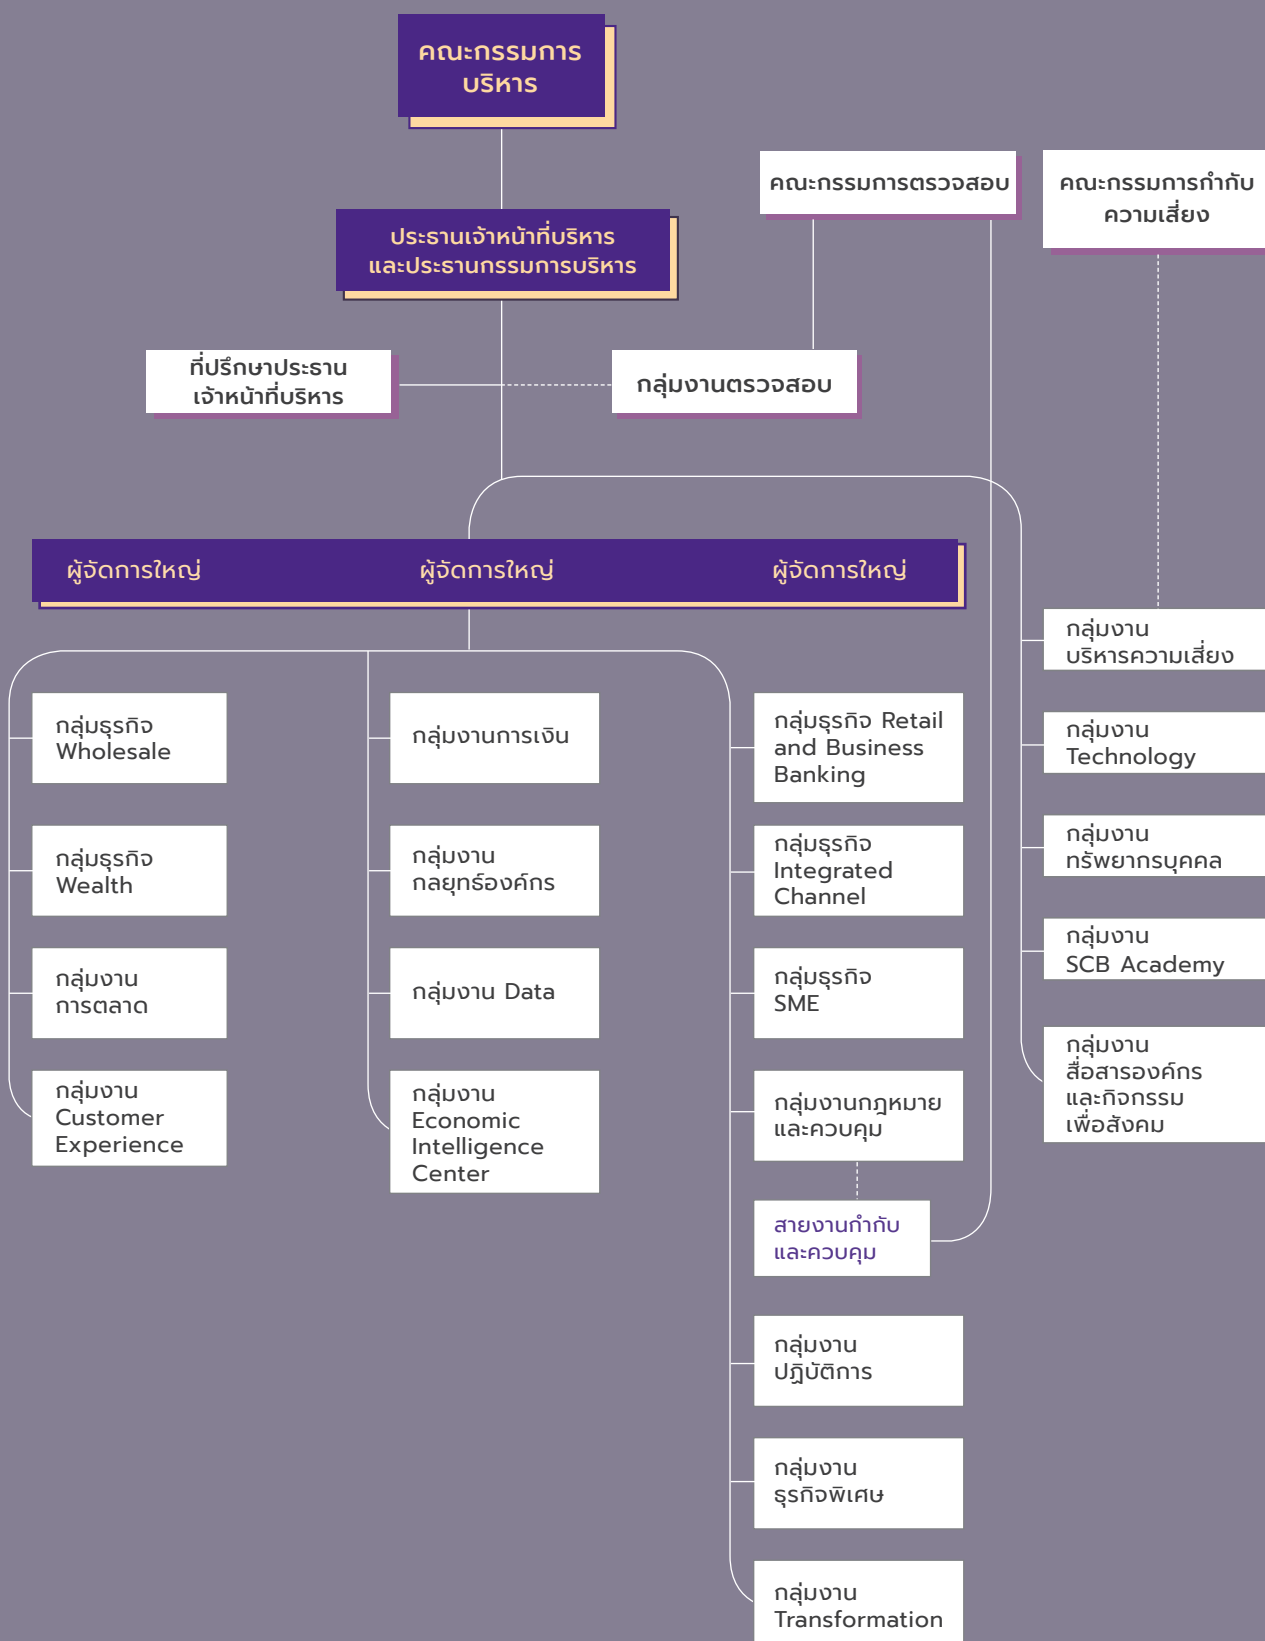 คณะกรรมการ
บริหาร
คณะกรรมการตรวจสอบ
คณะกรรมการกำกับ
ความเสี่ยง
ประธานเจ้าหน้าที่บริหาร
และประธานกรรมการบริหาร
ที่ปรึกษาประธาน
เจ้าหน้าที่บริหาร
กลุ่มงานตรวจสอบ
ผู้จัดการใหญ่
ผู้จัดการใหญ่
ผู้จัดการใหญ่
กลุ่มธุรกิจ
Wholesale
กลุ่มธุรกิจ
Wealth
กลุ่มงาน
การตลาด
กลุ่มงาน
Customer
Experience
กลุ่มงานการเงิน
กลุ่มงาน
กลยุทธ์องค์กร
กลุ่มงาน Data
กลุ่มงาน
Economic
Intelligence
Center
กลุ่มธุรกิจ Retail
and Business
Banking
กลุ่มธุรกิจ
Integrated
Channel
กลุ่มธุรกิจ
SME
กลุ่มงานกฎหมาย
และควบคุม
สายงานกำกับ
และควบคุม
กลุ่มงาน
ปฏิบัติการ
กลุ่มงาน
ธุรกิจพิเศษ
กลุ่มงาน
Transformation
กลุ่มงาน
บริหารความเสี่ยง
กลุ่มงาน
Technology
กลุ่มงาน
ทรัพยากรบุคคล
กลุ่มงาน
SCB Academy
กลุ่มงาน
สื่อสารองค์กร
และกิจกรรม
เพื่อสังคม